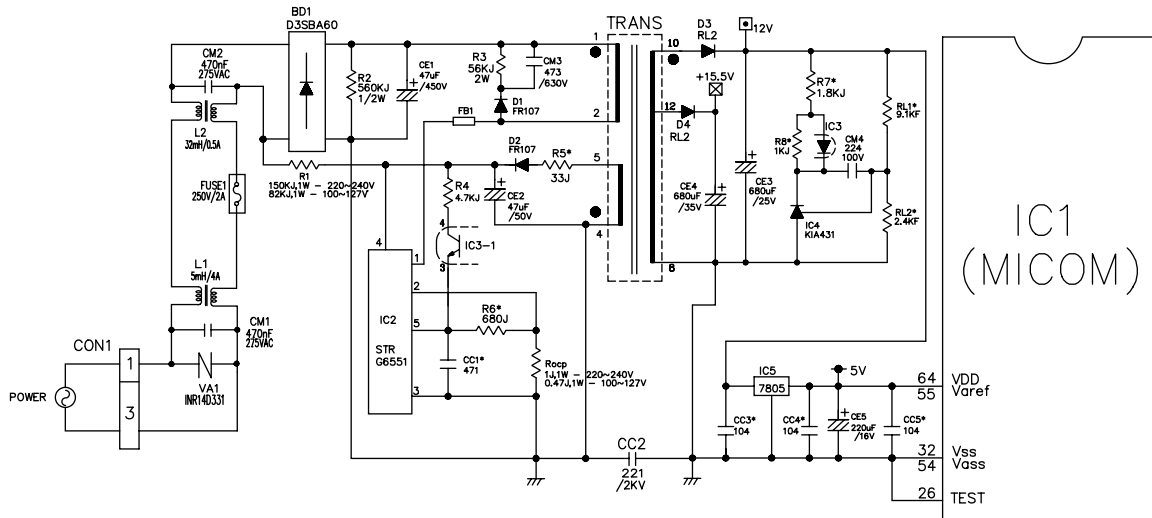 BD1
D3SBA60
TRANS
D3
RL2
12V
CM2
470nF
275VAC
R2
560KJ
1/2W
CE1
47uF
/450V
R3
56KJ
2W
CM3
473
/630V
D1
FR107
FB1
1
2
10
12
+15.5V
D4
RL2
R7*
1.8KJ
RL1*
9.1KF
R8*
1KJ
IC3
CM4
224
100V
L2
32mH/0.5A
FUSE1
250V/2A
R1
150KJ,1W - 220~240V
82KJ,1W - 100~127V
R4
4.7KJ
D2
FR107
R5*
33J
5
4
CE2
47uF
/50V
CE4
680uF
/35V
CE3
680uF
/25V
IC4
KIA431
RL2*
2.4KF
8
IC1
(MICOM)
L1
5mH/4A
4
1
2
5
3
IC2
STR
G6551
4
3
IC3-1
R6*
680J
CC1*
471
Rocp
1J,1W - 220~240V
0.47J,1W - 100~127V
CM1
470nF
275VAC
CON1
1
3
POWER
VA1
INR14D331
IC5
7805
5V
CC3*
104
CC4*
104
CE5
220uF
/16V
CC5*
104
64
55
VDD
Varef
32
54
Vss
Vass
26
TEST
CC2
221
/2KV